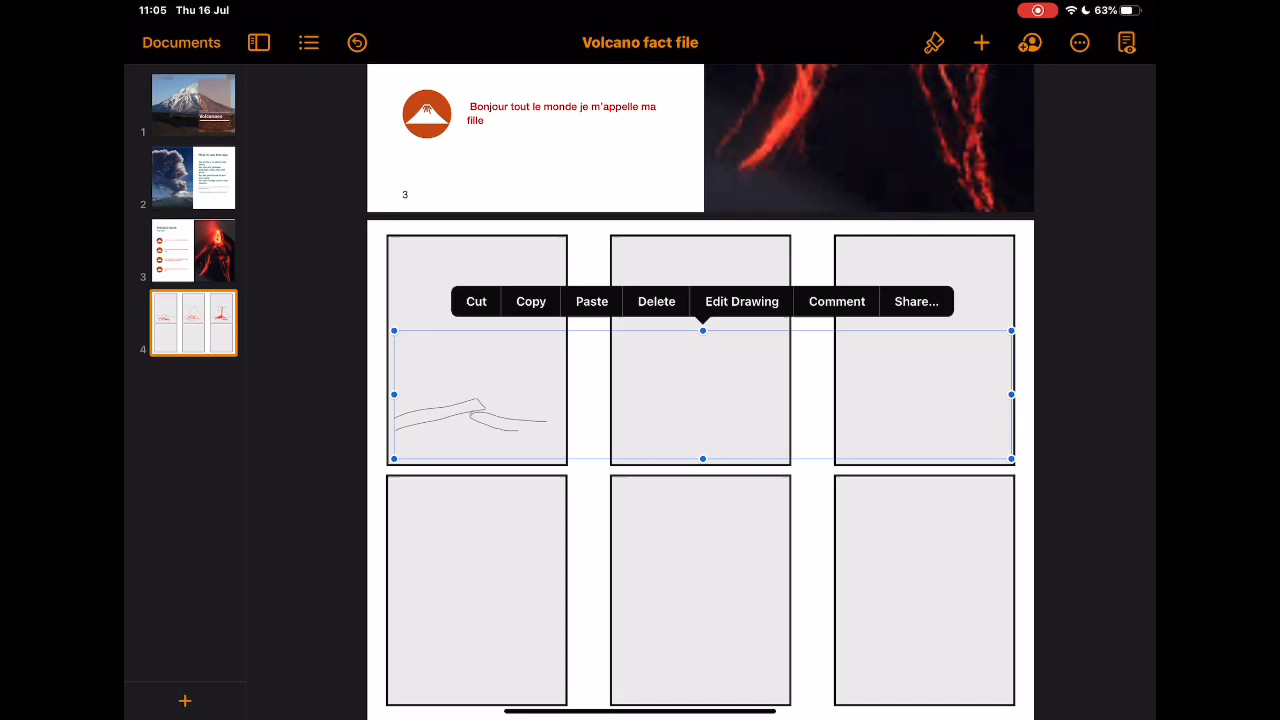 11:05 Thu 16 Jul
63%
Documents
Volcano fact file
Bonjour tout le monde je m'appelle ma
fille
3
Cut Copy Paste Delete Edit Drawing Comment Share...
Volcanoes
1
2
3
4